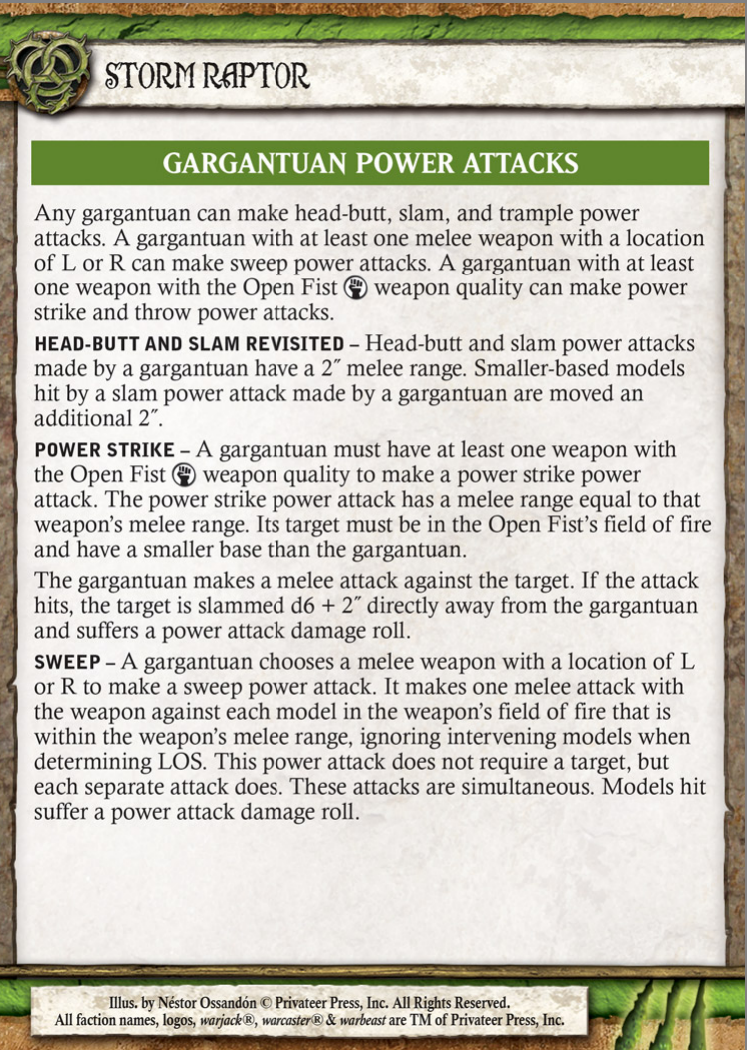 STORM RAPTOR
GARGANTUAN POWER ATTACKS
Any gargantuan can make head-butt, slam, and trample power
attacks. A gargantuan with at least one melee weapon with a location
of L or R can make sweep power attacks. A gargantuan with at least
one weapon with the Open Fist weapon quality can make power
strike and throw power attacks.
HEAD-BUTT AND SLAM REVISITED – Head-butt and slam power attacks
made by a gargantuan have a 2˝ melee range. Smaller-based models
hit by a slam power attack made by a gargantuan are moved an
additional 2˝.
POWER STRIKE – A gargantuan must have at least one weapon with
the Open Fist weapon quality to make a power strike power
attack. The power strike power attack has a melee range equal to that
weapon's melee range. Its target must be in the Open Fist's field of fire
and have a smaller base than the gargantuan.
The gargantuan makes a melee attack against the target. If the attack
hits, the target is slammed d6 + 2˝ directly away from the gargantuan
and suffers a power attack damage roll.
SWEEP – A gargantuan chooses a melee weapon with a location of L
or R to make a sweep power attack. It makes one melee attack with
the weapon against each model in the weapon's field of fire that is
within the weapon's melee range, ignoring intervening models when
determining LOS. This power attack does not require a target, but
each separate attack does. These attacks are simultaneous. Models hit
suffer a power attack damage roll.
Illus. by Néstor Ossandón © Privateer Press, Inc. All Rights Reserved.
All faction names, logos, warjack®, warcaster® & warbeast are TM of Privateer Press, Inc.